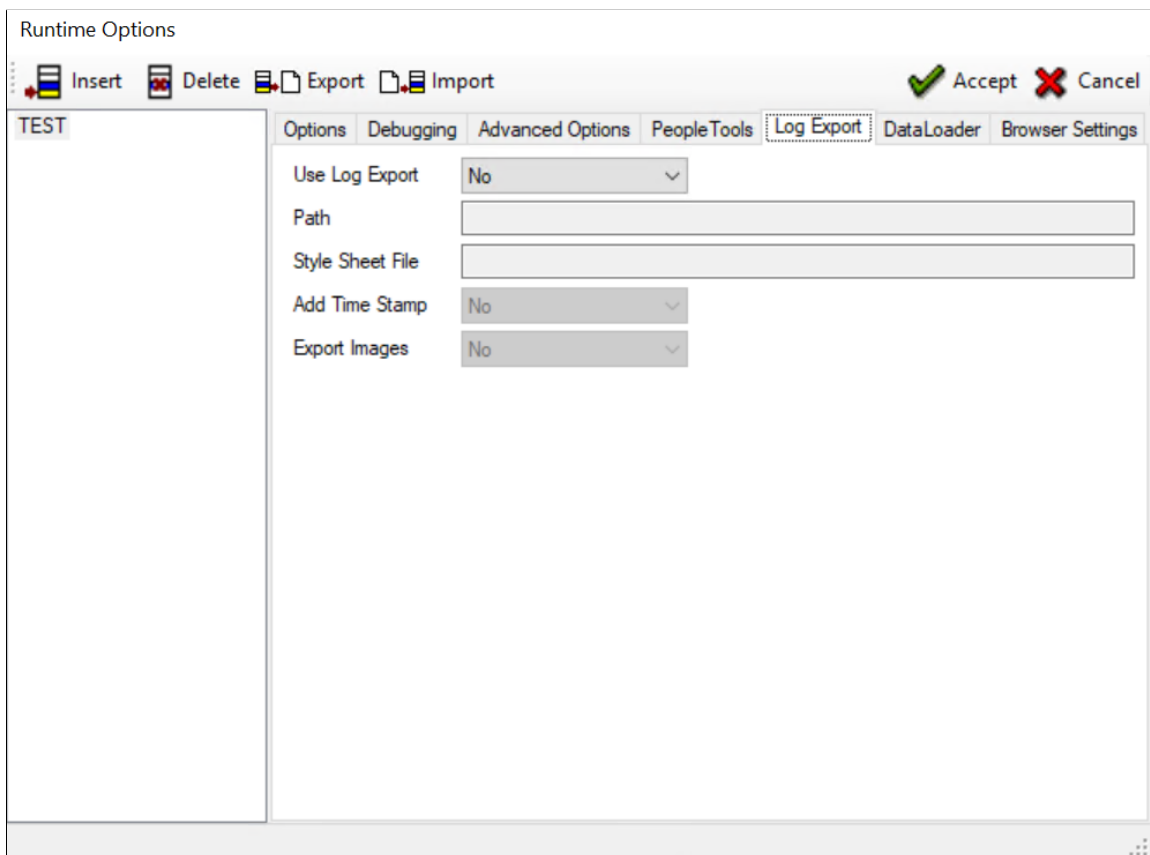 Runtime Options
Insert Delete Export Import Accept Cancel
TEST
Options Debugging Advanced Options PeopleTools Log Export DataLoader Browser Settings
Use Log Export No
Path
Style Sheet File
Add Time Stamp No
Export Images No